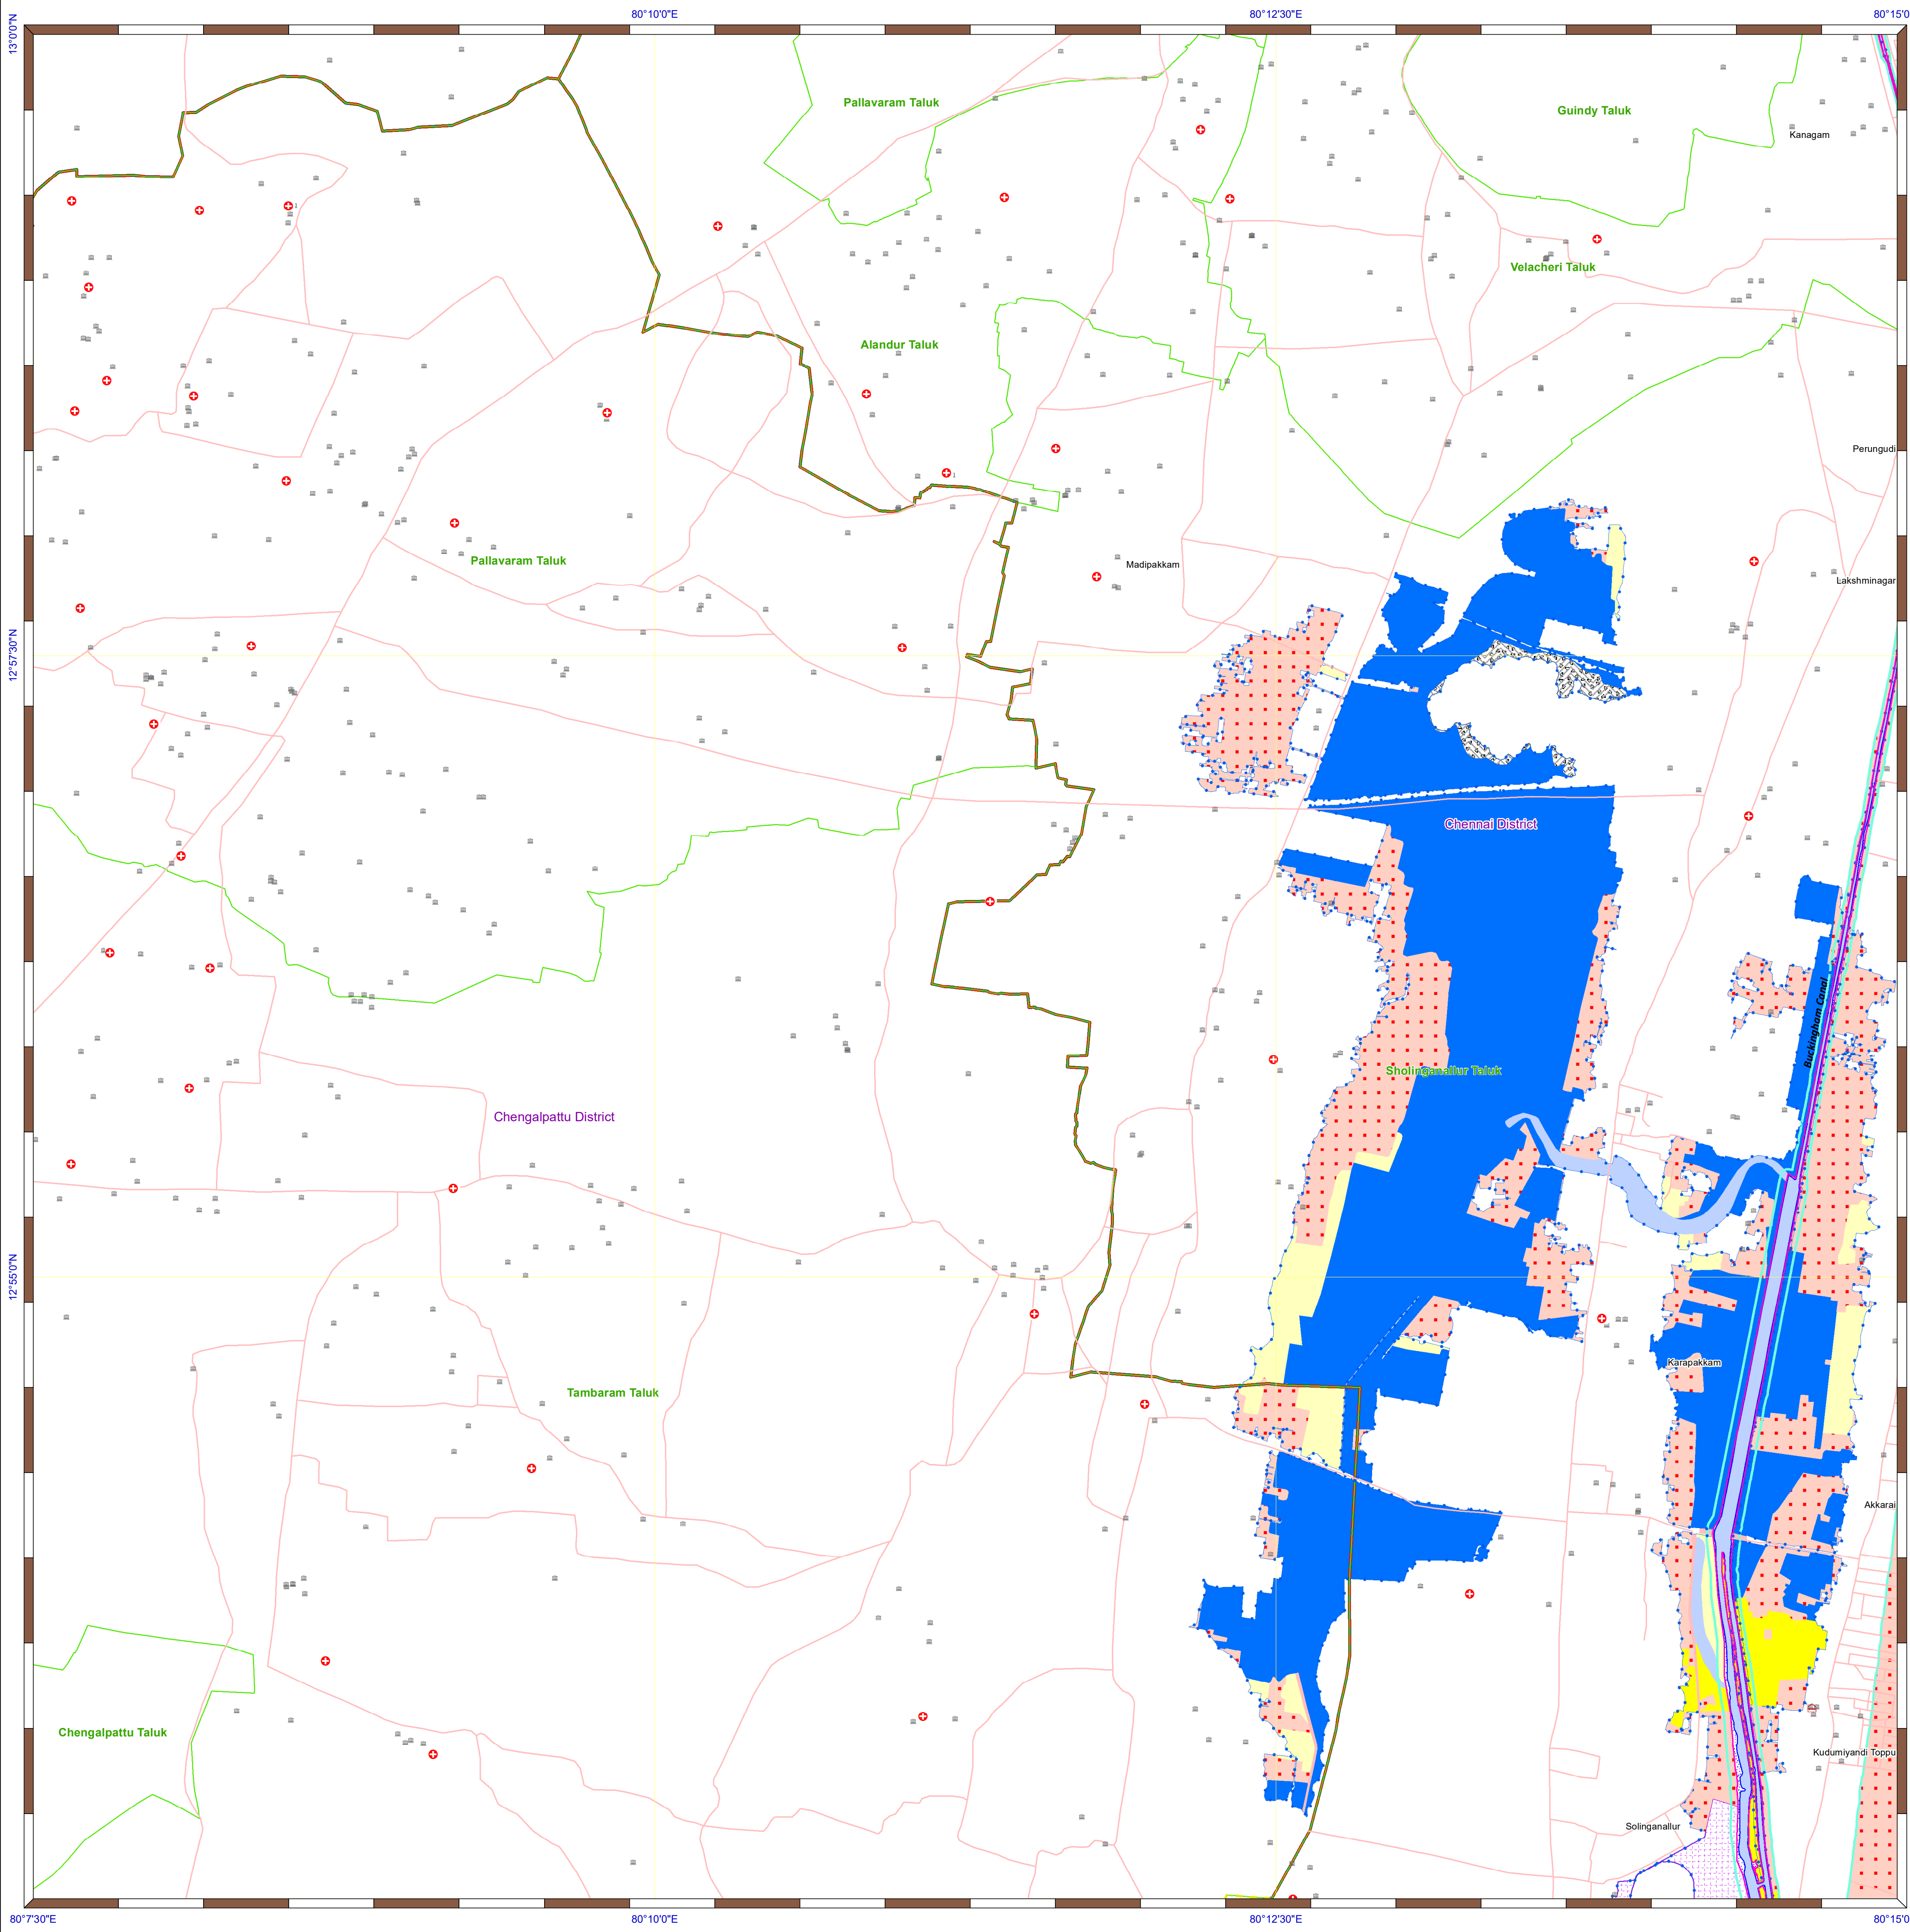 80°10'0"E
80°12'30"E
80°15'0
13°0'0"N
Pallavaram Taluk
Guindy Taluk
Kanagam
Velacheri Taluk
Alandur Taluk
Perungudi
Pallavaram Taluk
Madipakkam
Lakshminagar
12°57'30"N
Chennai District
Buckingham Canal
Sholinganallur Taluk
Chengalpattu District
12°55'0"N
Karapakkam
Tambaram Taluk
Akkarai
Chengalpattu Taluk
Kudumiyandi Toppu
Solinganallur
80°7'30"E
80°10'0"E
80°12'30"E
80°15'0